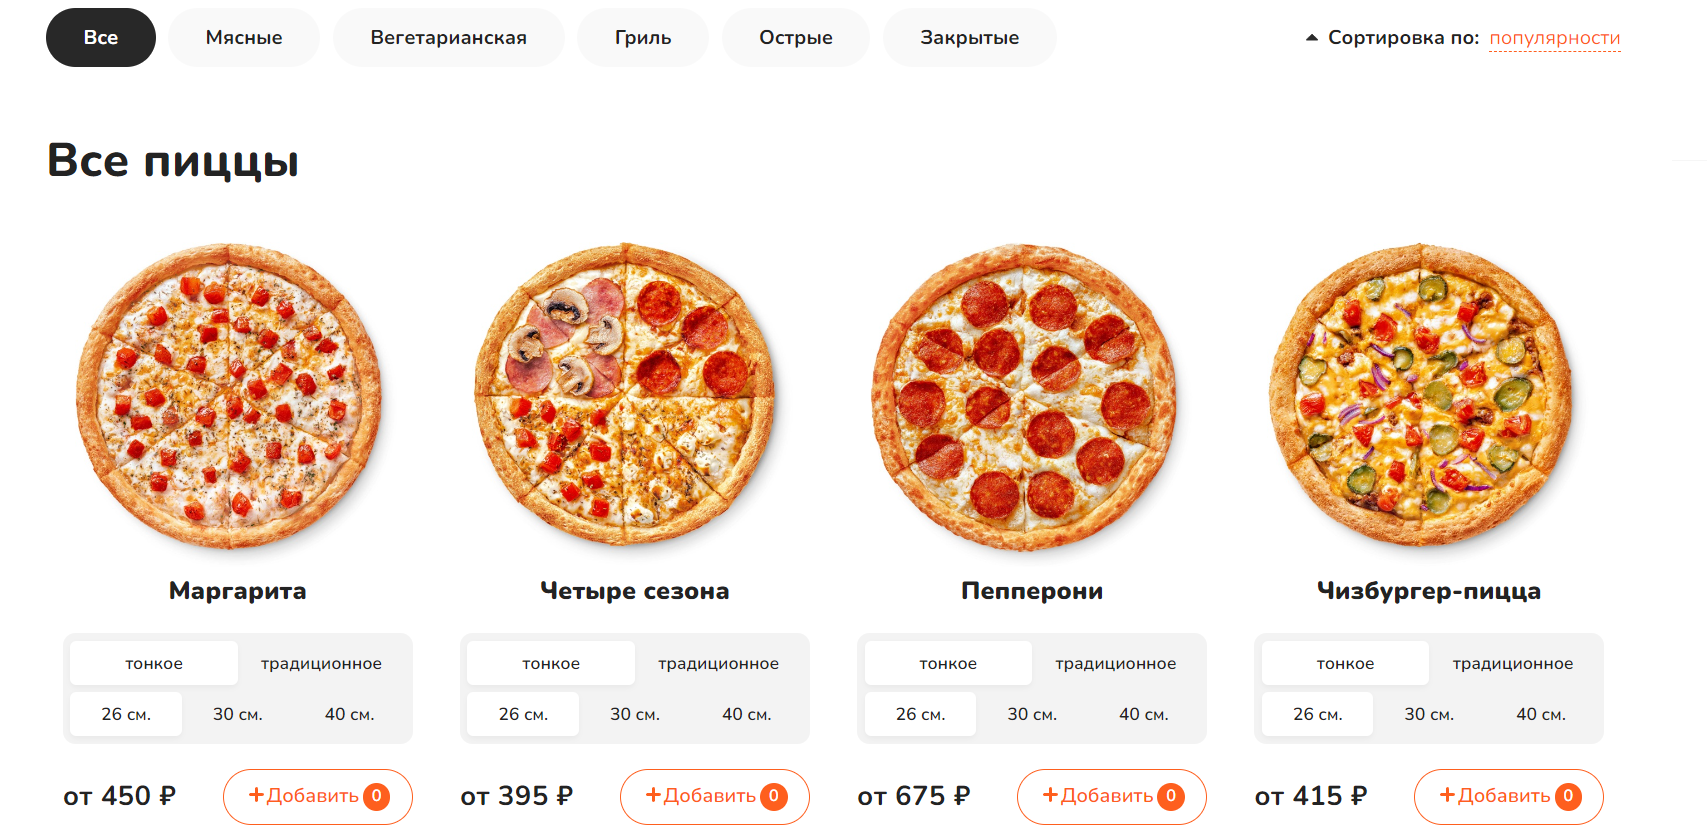 Все Мясные Вегетарианская Гриль Острые Закрытые Сортировка по: популярности
Все пиццы
Маргарита Четыре сезона Пепперони Чизбургер-пицца
тонкое традиционное тонкое традиционное тонкое традиционное тонкое традиционное
26 см. 30 см. 40 см. 26 см. 30 см. 40 см. 26 см. 30 см. 40 см. 26 см. 30 см. 40 см.
от 450 ₽ +Добавить 0 от 395 ₽ +Добавить 0 от 675 ₽ +Добавить 0 от 415 ₽ +Добавить 0